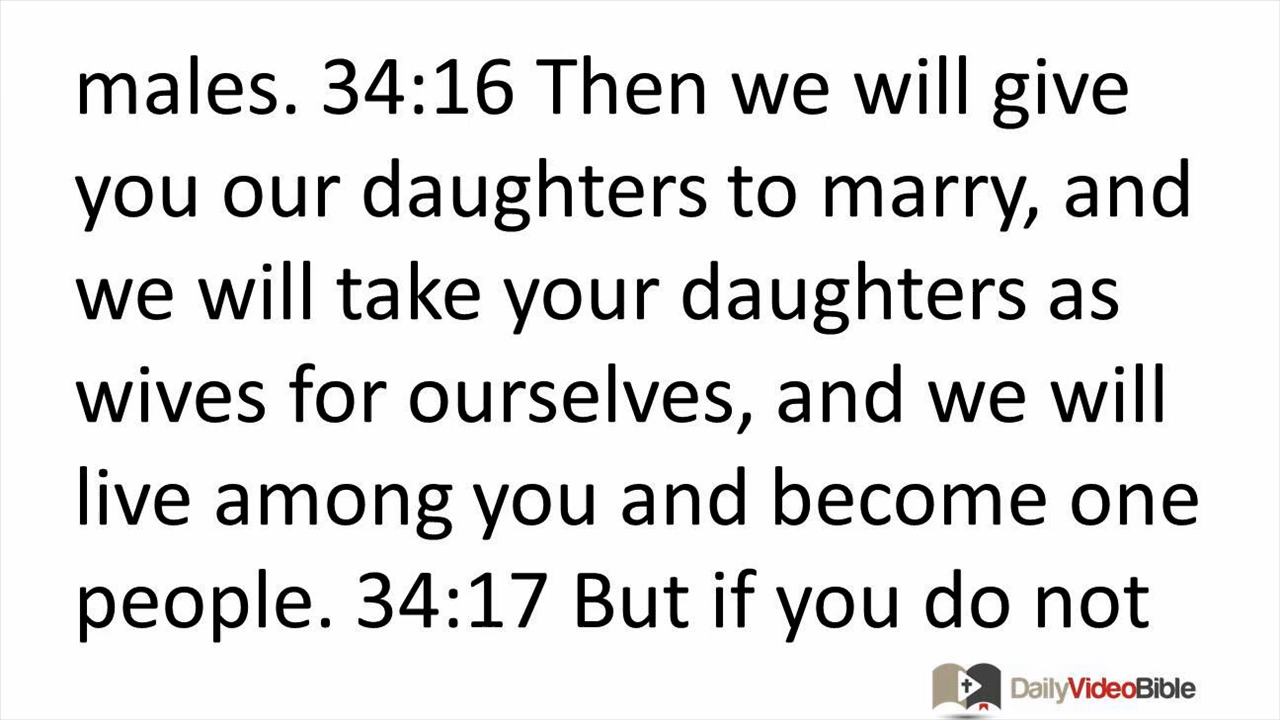 males. 34:16 Then we will give
you our daughters to marry, and
we will take your daughters as
wives for ourselves, and we will
live among you and become one
people. 34:17 But if you do not
DailyVideoBible